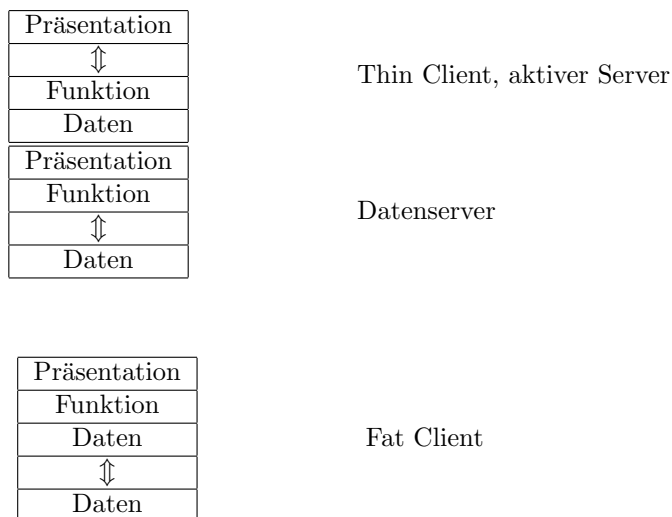 Präsentation
⇕
Funktion
Daten
Thin Client, aktiver Server
Präsentation
Funktion
⇕
Daten
Datenserver
Präsentation
Funktion
Daten
⇕
Daten
Fat Client